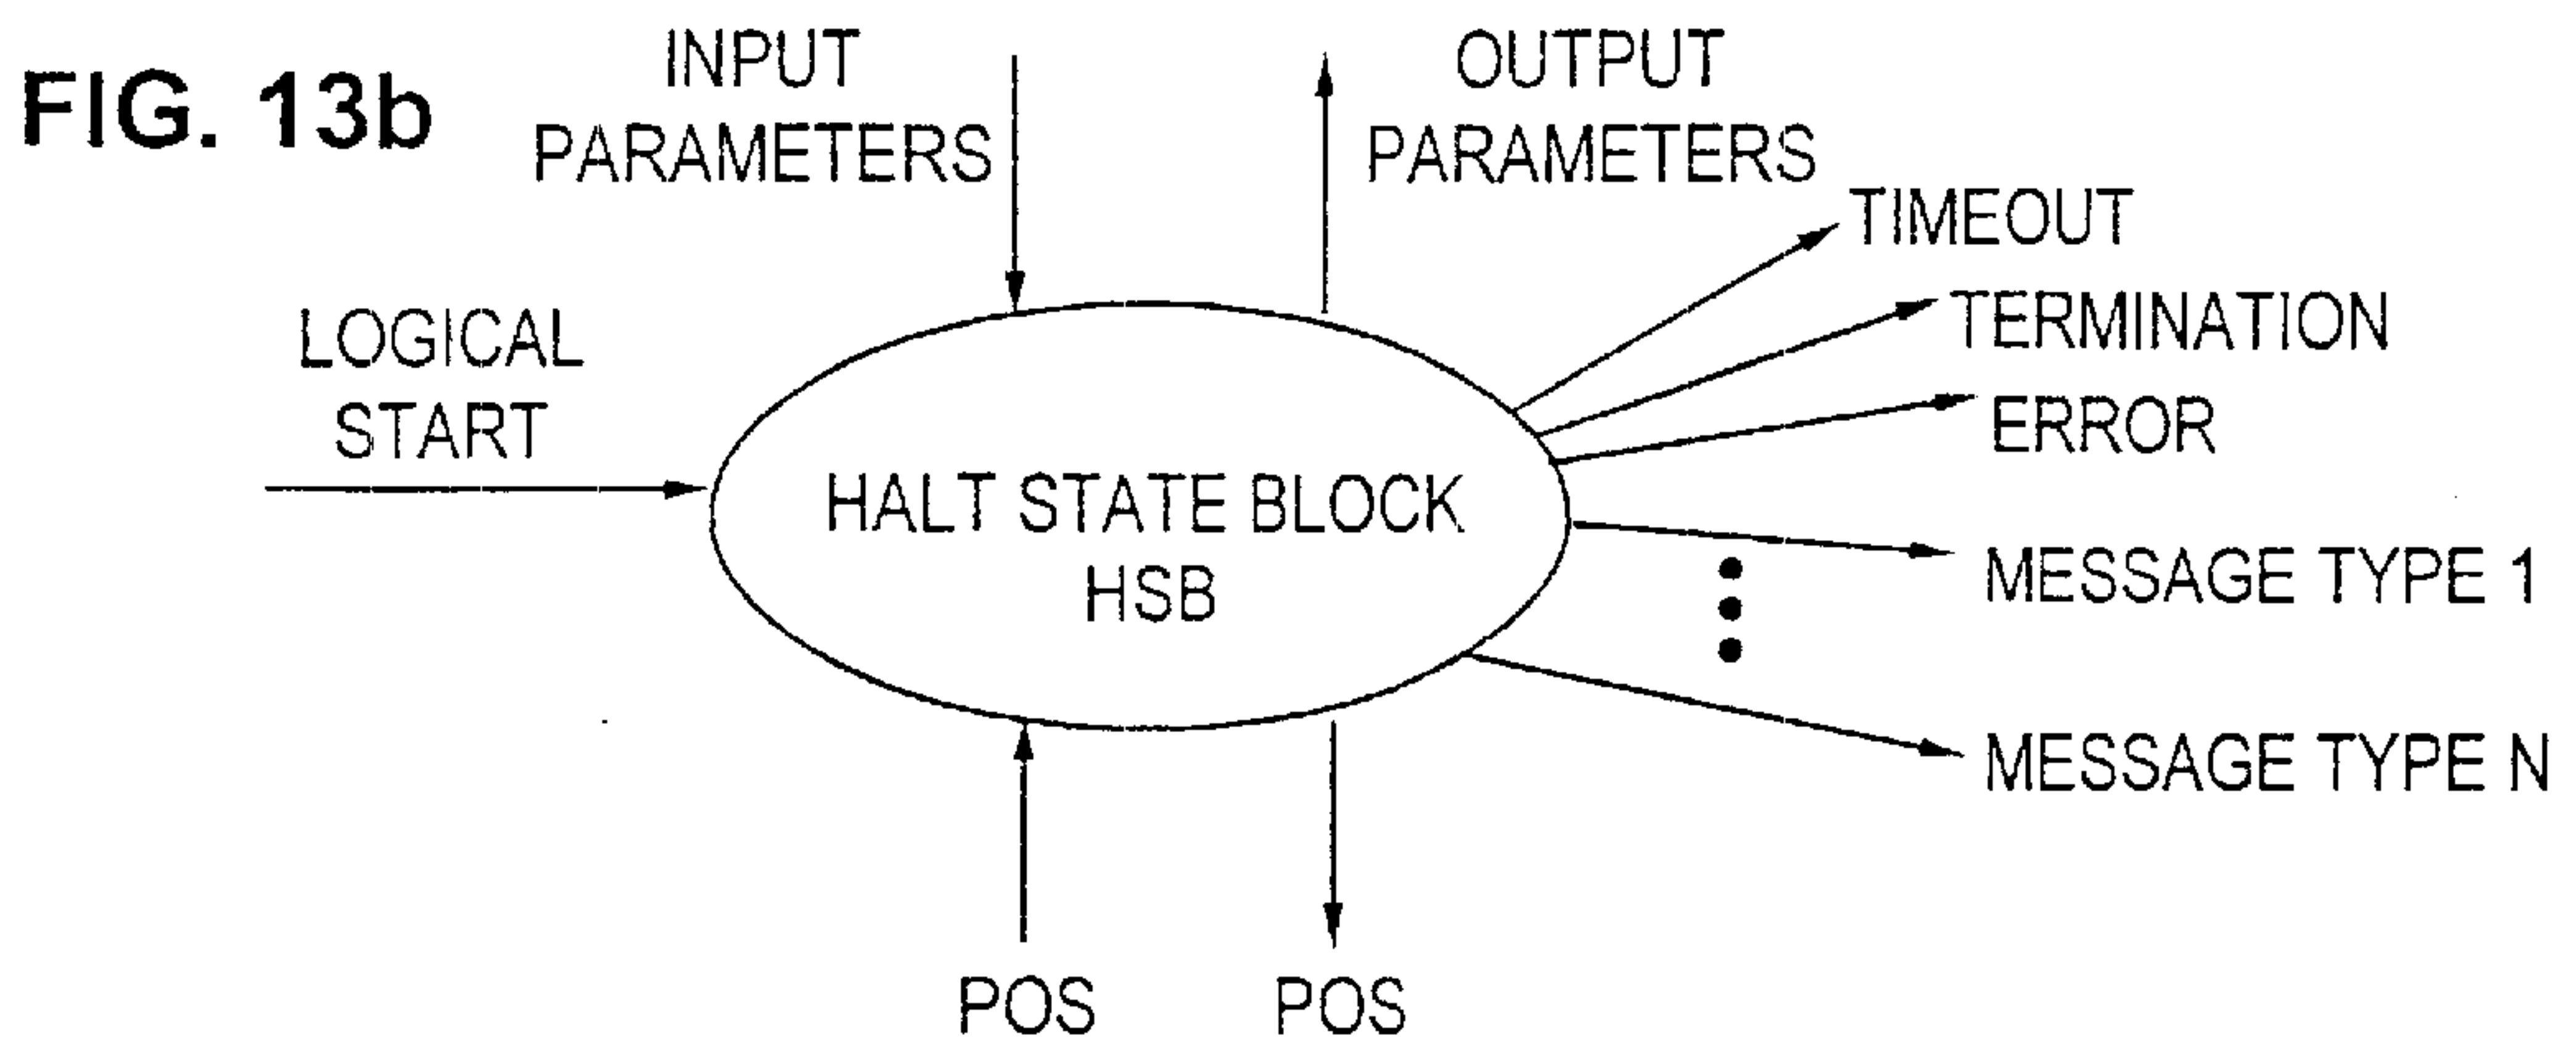 FIG. 13b
INPUT
PARAMETERS
OUTPUT
PARAMETERS
TIMEOUT
TERMINATION
ERROR
LOGICAL
START
HALT STATE BLOCK
HSB
MESSAGE TYPE 1
MESSAGE TYPE N
POS
POS